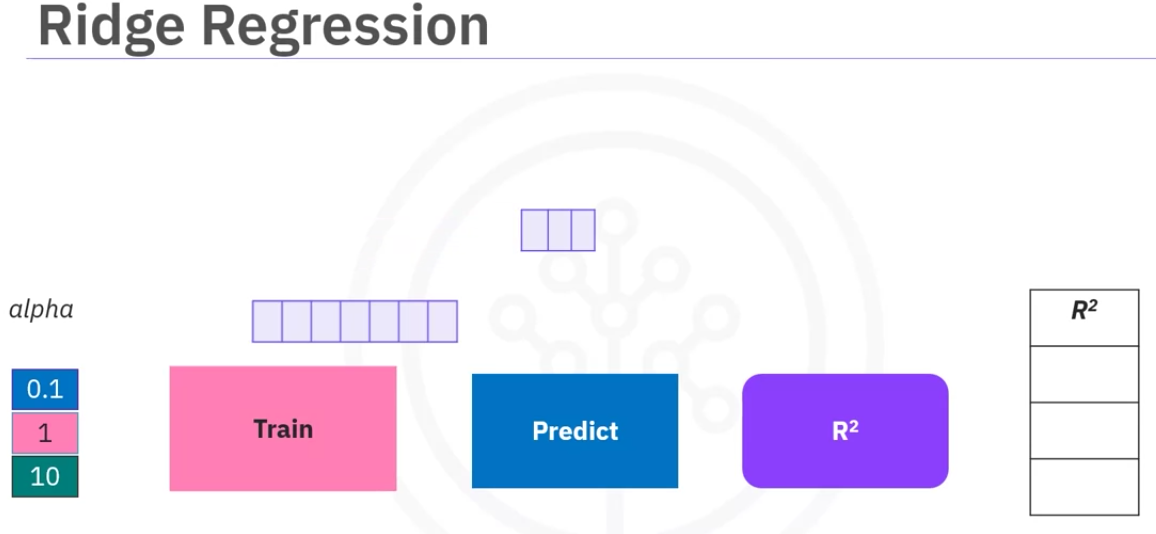 Ridge Regression
alpha
R²
0.1
1
10
Train
Predict
R²